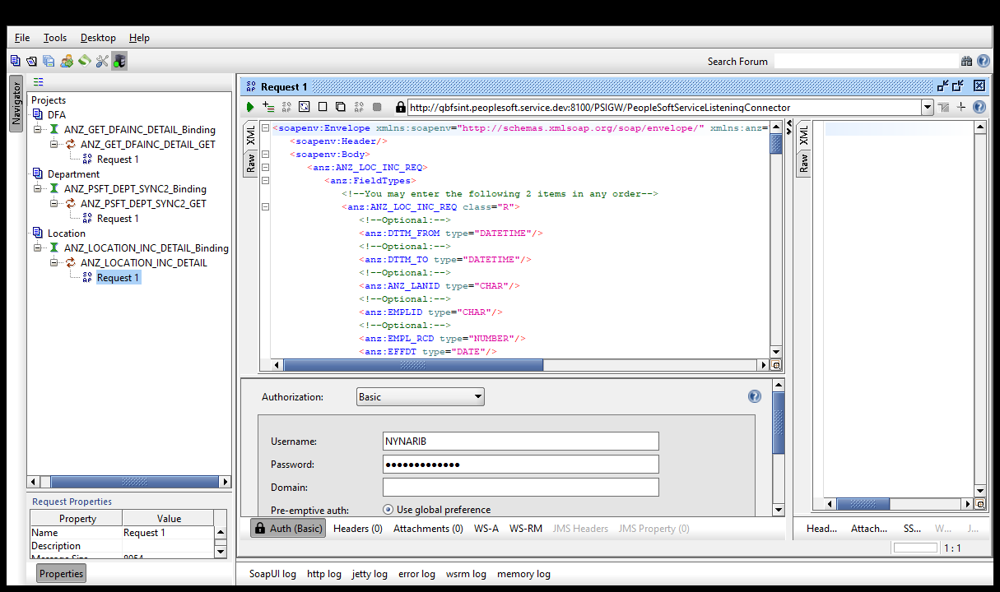 File Tools Desktop Help
Search Forum
Navigator
Projects
DFA
ANZ_GET_DFAINC_DETAIL_Binding
ANZ_GET_DFAINC_DETAIL_GET
Request 1
Department
ANZ_PSFT_DEPT_SYNC2_Binding
ANZ_PSFT_DEPT_SYNC2_GET
Request 1
Location
ANZ_LOCATION_INC_DETAIL_Binding
ANZ_LOCATION_INC_DETAIL
Request 1
Request Properties
Property Value
Name Request 1
Description
Message Size 8054
Properties
Request 1
http://qbfsint.peoplesoft.service.dev:8100/PSIGW/PeopleSoftServiceListeningConnector
XML
Raw
<soapenv:Envelope xmlns:soapenv="http://schemas.xmlsoap.org/soap/envelope/" xmlns:anz=
<soapenv:Header/>
<soapenv:Body>
<anz:ANZ_LOC_INC_REQ>
<anz:FieldTypes>
<!--You may enter the following 2 items in any order-->
<anz:ANZ_LOC_INC_REQ class="R">
<!--Optional:-->
<anz:DTTM_FROM type="DATETIME"/>
<!--Optional:-->
<anz:DTTM_TO type="DATETIME"/>
<!--Optional:-->
<anz:ANZ_LANID type="CHAR"/>
<!--Optional:-->
<anz:EMPLID type="CHAR"/>
<!--Optional:-->
<anz:EMPL_RCD type="NUMBER"/>
<anz:EFFDT type="DATE"/>
XML
Raw
Authorization: Basic
Username: NYNARIB
Password: ●●●●●●●●●●●●●
Domain:
Pre-emptive auth: Use global preference
Auth (Basic) Headers (0) Attachments (0) WS-A WS-RM JMS Headers JMS Property (0)
Head... Attach... SS... W... J...
1 : 1
SoapUI log http log jetty log error log wsrm log memory log